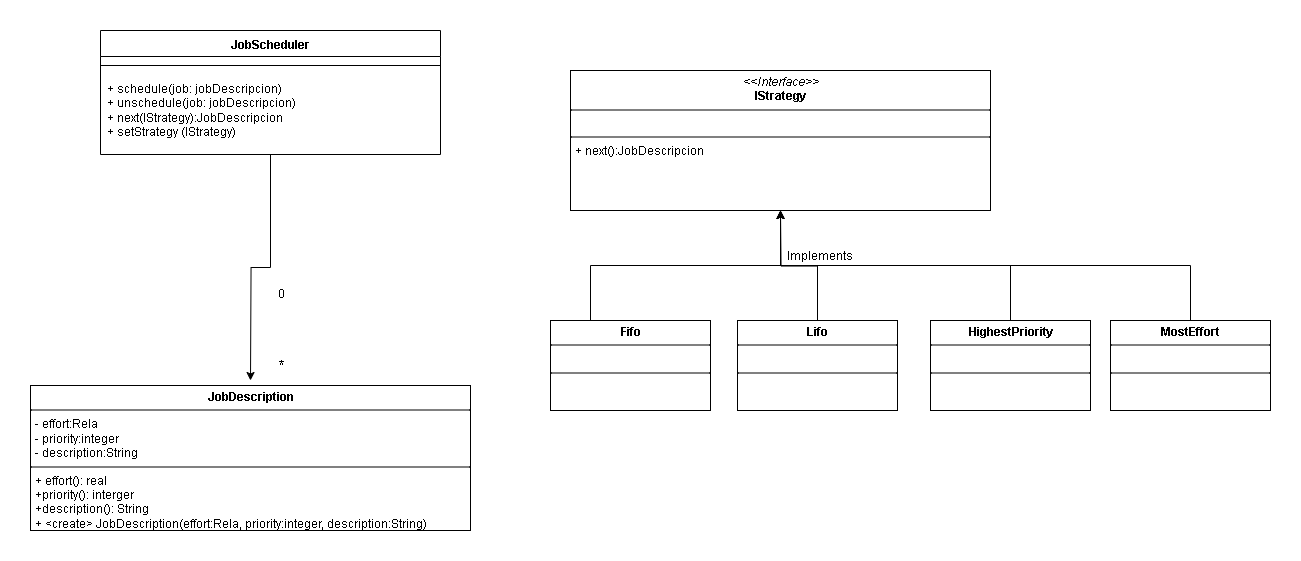 JobScheduler
+ schedule(job: jobDescripcion)
+ unschedule(job: jobDescripcion)
+ next(IStrategy):JobDescripcion
+ setStrategy (IStrategy)
<<Interface>>
IStrategy
+ next():JobDescripcion
Implements
0
*
Fifo
Lifo
HighestPriority
MostEffort
JobDescription
- effort:Rela
- priority:integer
- description:String
+ effort(): real
+priority(): interger
+description(): String
+ <create> JobDescription(effort:Rela, priority:integer, description:String)